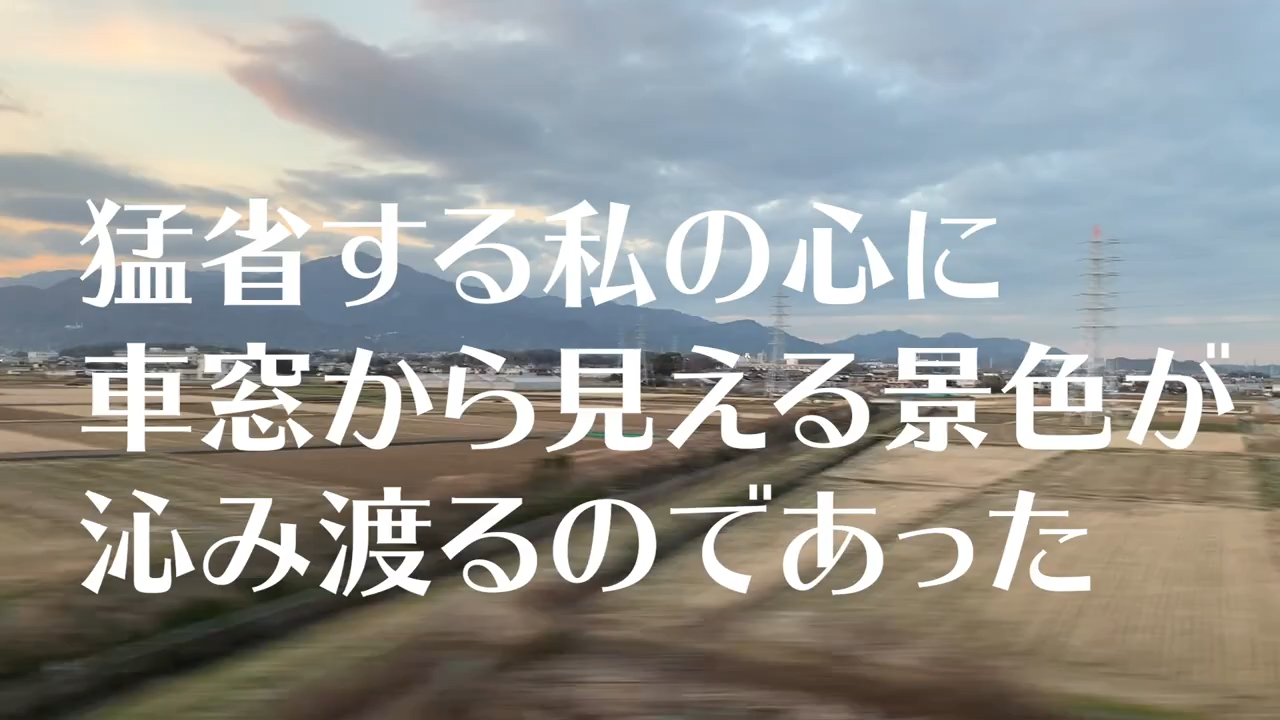 猛省する私の心に
車窓から見える景色が
沁み渡るのであった